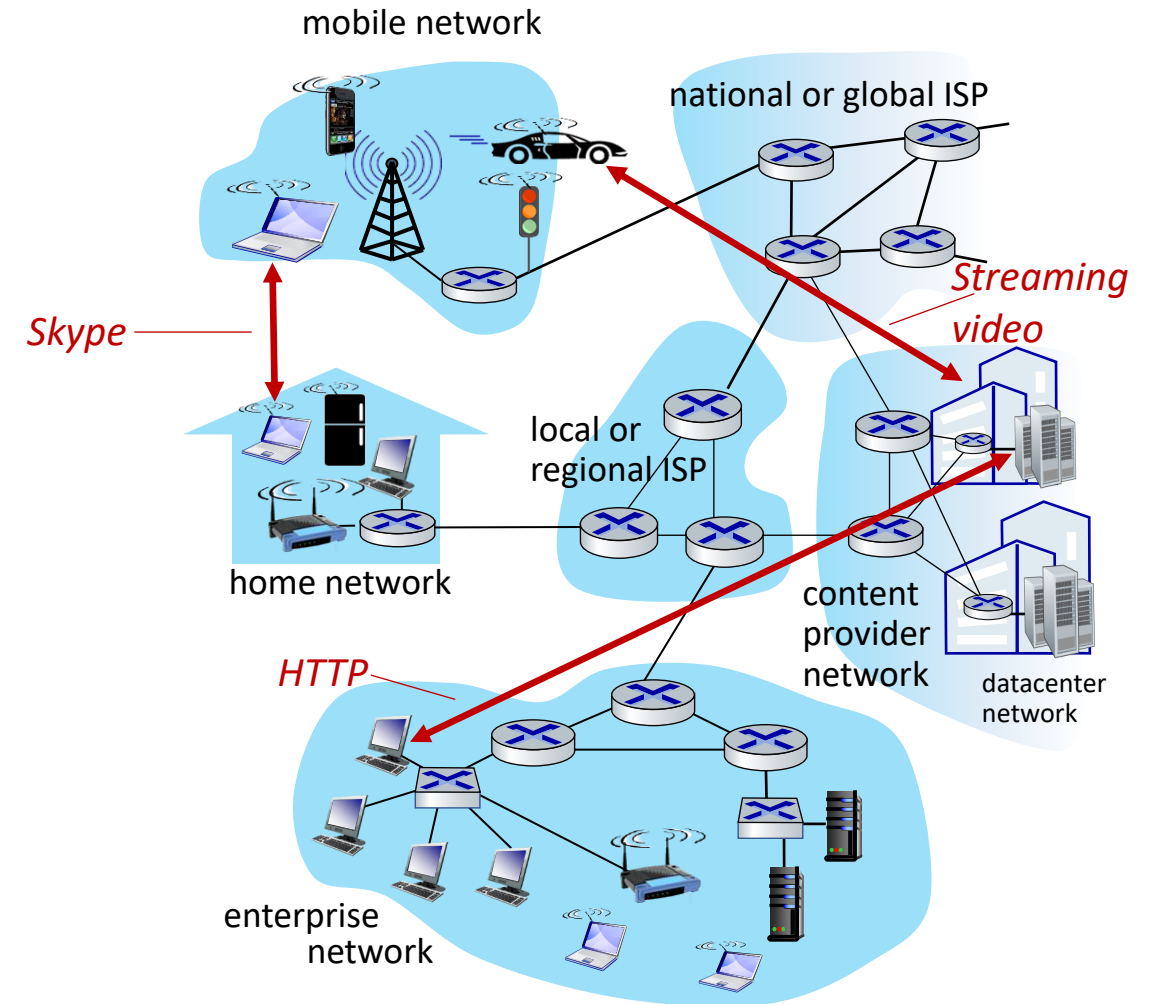 mobile network
national or global ISP
Streaming
video
Skype
local or
regional ISP
home network
content
provider
network
datacenter
network
HTTP
enterprise
network